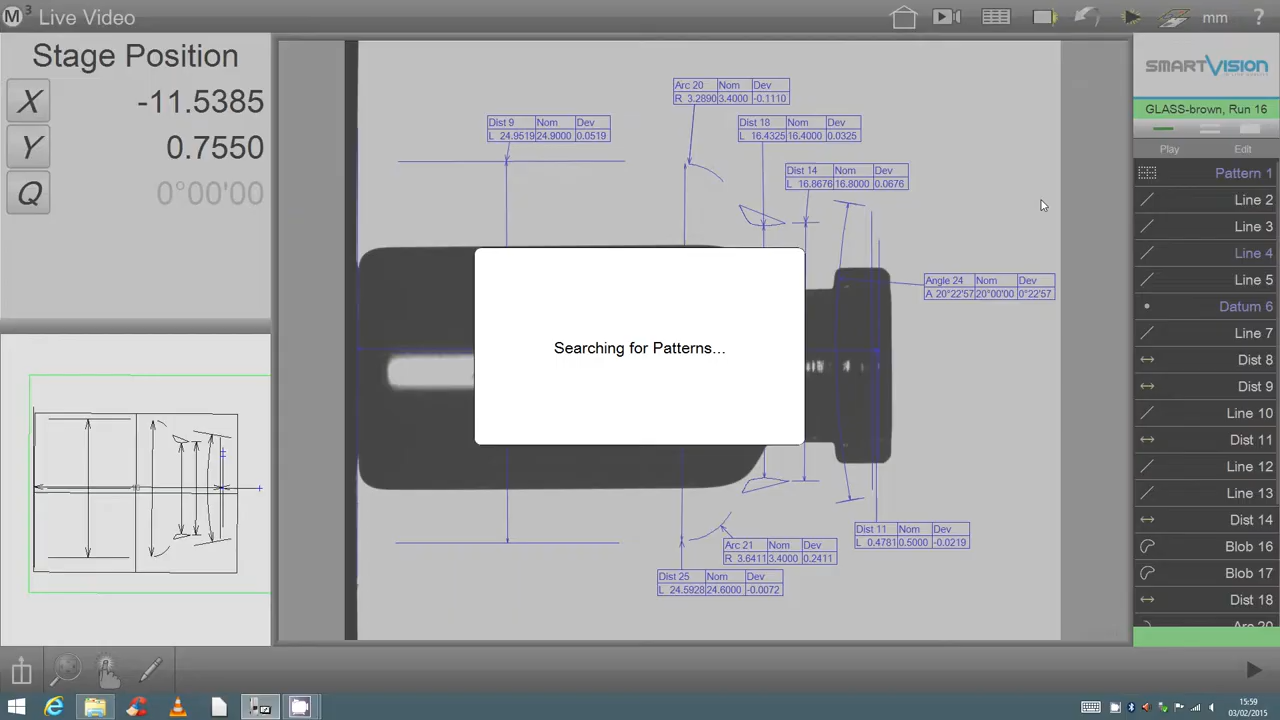 M3 Live Video
mm
?
Stage Position
X -11.5385
Y 0.7550
Q 0°00'00
SMARTVISION
GLASS-brown, Run 16
Play Edit
Pattern 1
Line 2
Line 3
Line 4
Line 5
Datum 6
Line 7
Dist 8
Dist 9
Line 10
Dist 11
Line 12
Line 13
Dist 14
Blob 16
Blob 17
Dist 18
Arc 20
Arc 20 Nom Dev
R 3.2890 3.4000 -0.1110
Dist 9 Nom Dev
L 24.9519 24.9000 0.0519
Dist 18 Nom Dev
L 16.4325 16.4000 0.0325
Dist 14 Nom Dev
L 16.8676 16.8000 0.0676
Angle 24 Nom Dev
A 20°22'57 20°00'00 0°22'57
Searching for Patterns...
Dist 11 Nom Dev
L 0.4781 0.5000 -0.0219
Arc 21 Nom Dev
R 3.6411 3.4000 0.2411
Dist 25 Nom Dev
L 24.5928 24.6000 -0.0072
15:59
03/02/2015